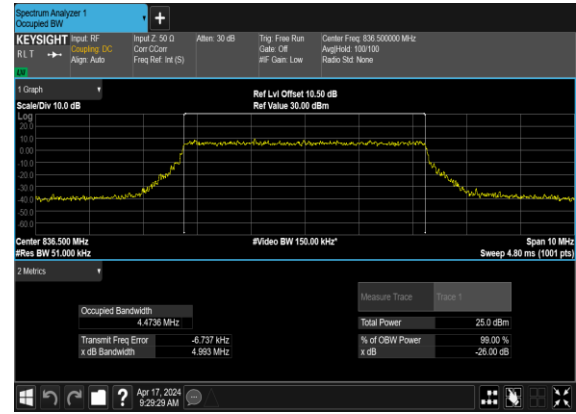 Spectrum Analyzer 1
Occupied BW
+
KEYSIGHT Input: RF Input Z: 50 Ω Atten: 30 dB Trig: Free Run Center Freq: 836.500000 MHz
RLT Coupling: DC Corr CCorr Gate: Off Avg|Hold: 100/100
Align: Auto Freq Ref: Int (S) #IF Gain: Low Radio Std: None
LW
1 Graph
Ref Lvl Offset 10.50 dB
Scale/Div 10.0 dB Ref Value 30.00 dBm
Log
20.0
10.0
0.00
-10.0
-20.0
-30.0
-40.0
-50.0
-60.0
Center 836.500 MHz #Video BW 150.00 kHz* Span 10 MHz
#Res BW 51.000 kHz Sweep 4.80 ms (1001 pts)
2 Metrics
Measure Trace Trace 1
Occupied Bandwidth
4.4736 MHz
Total Power 25.0 dBm
Transmit Freq Error -6.737 kHz % of OBW Power 99.00 %
x dB Bandwidth 4.993 MHz x dB -26.00 dB
?
Apr 17, 2024
9:29:29 AM